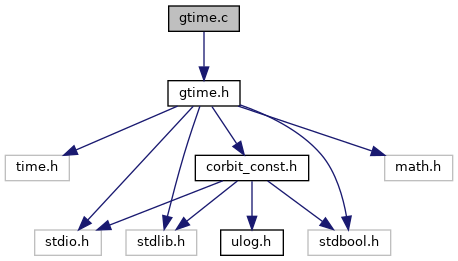 gtime.c
gtime.h
time.h
corbit_const.h
math.h
stdio.h
stdlib.h
ulog.h
stdbool.h